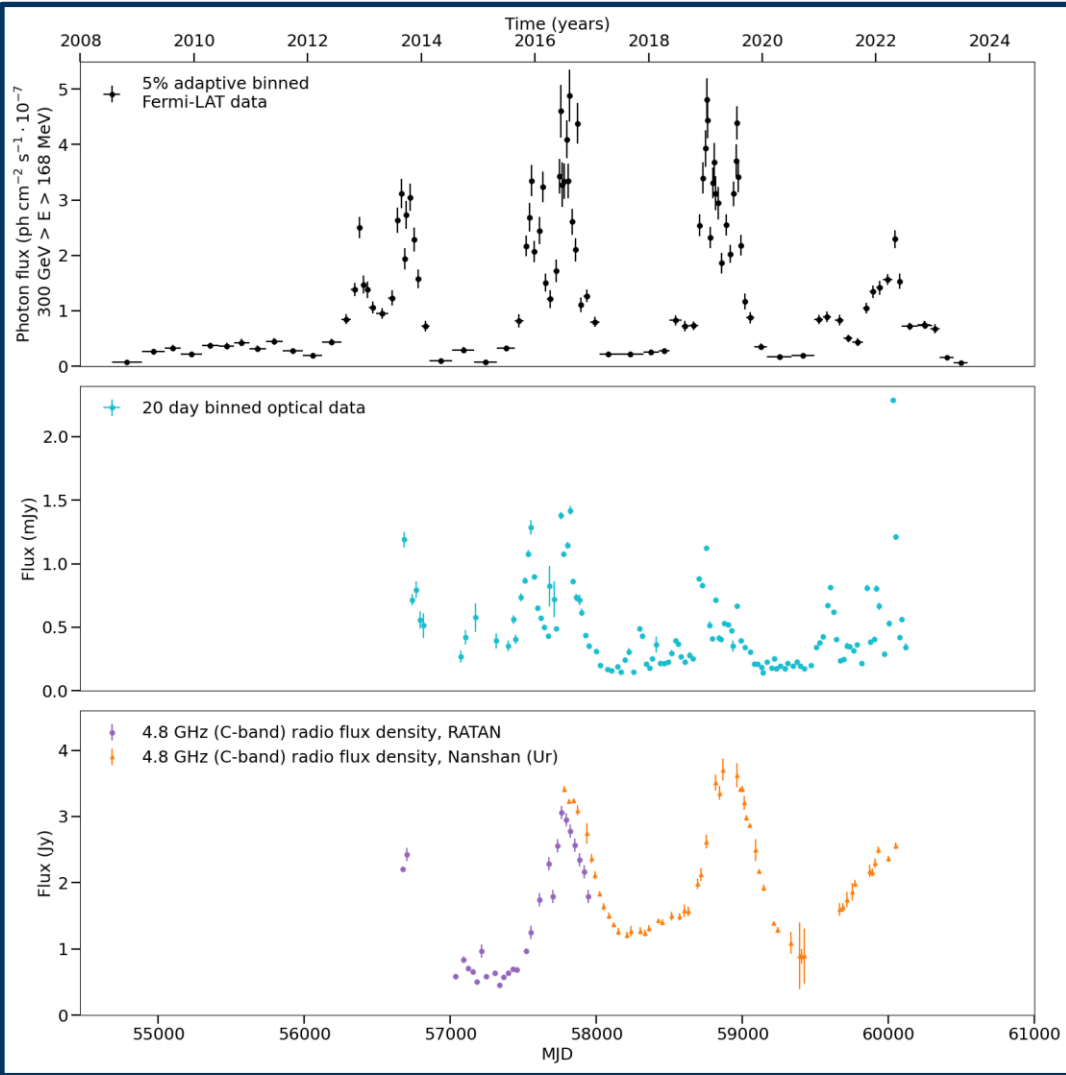 Time (years)
2008 2010 2012 2014 2016 2018 2020 2022 2024
5% adaptive binned
Fermi-LAT data
Photon flux (ph cm⁻² s⁻¹ · 10⁻⁷
300 GeV > E > 168 MeV)
5
4
3
2
1
0
20 day binned optical data
Flux (mJy)
2.0
1.5
1.0
0.5
0.0
4.8 GHz (C-band) radio flux density, RATAN
4.8 GHz (C-band) radio flux density, Nanshan (Ur)
Flux (Jy)
4
3
2
1
0
55000 56000 57000 58000 59000 60000 61000
MJD